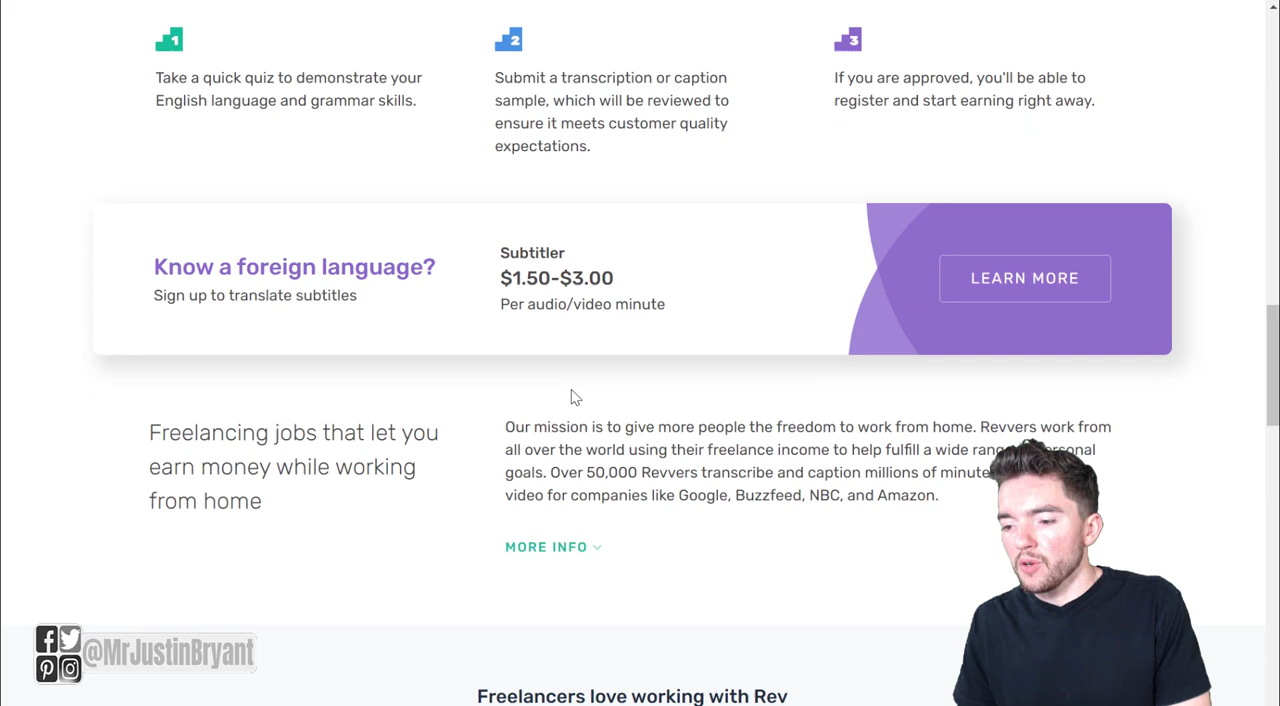 1
Take a quick quiz to demonstrate your
English language and grammar skills.
2
Submit a transcription or caption
sample, which will be reviewed to
ensure it meets customer quality
expectations.
3
If you are approved, you'll be able to
register and start earning right away.
Know a foreign language?
Sign up to translate subtitles
Subtitler
$1.50-$3.00
Per audio/video minute
LEARN MORE
Freelancing jobs that let you
earn money while working
from home
Our mission is to give more people the freedom to work from home. Revvers work from
all over the world using their freelance income to help fulfill a wide
goals. Over 50,000 Revvers transcribe and caption millions of minute
video for companies like Google, Buzzfeed, NBC, and Amazon.
MORE INFO
@MrJustinBryant
Freelancers love working with Rev